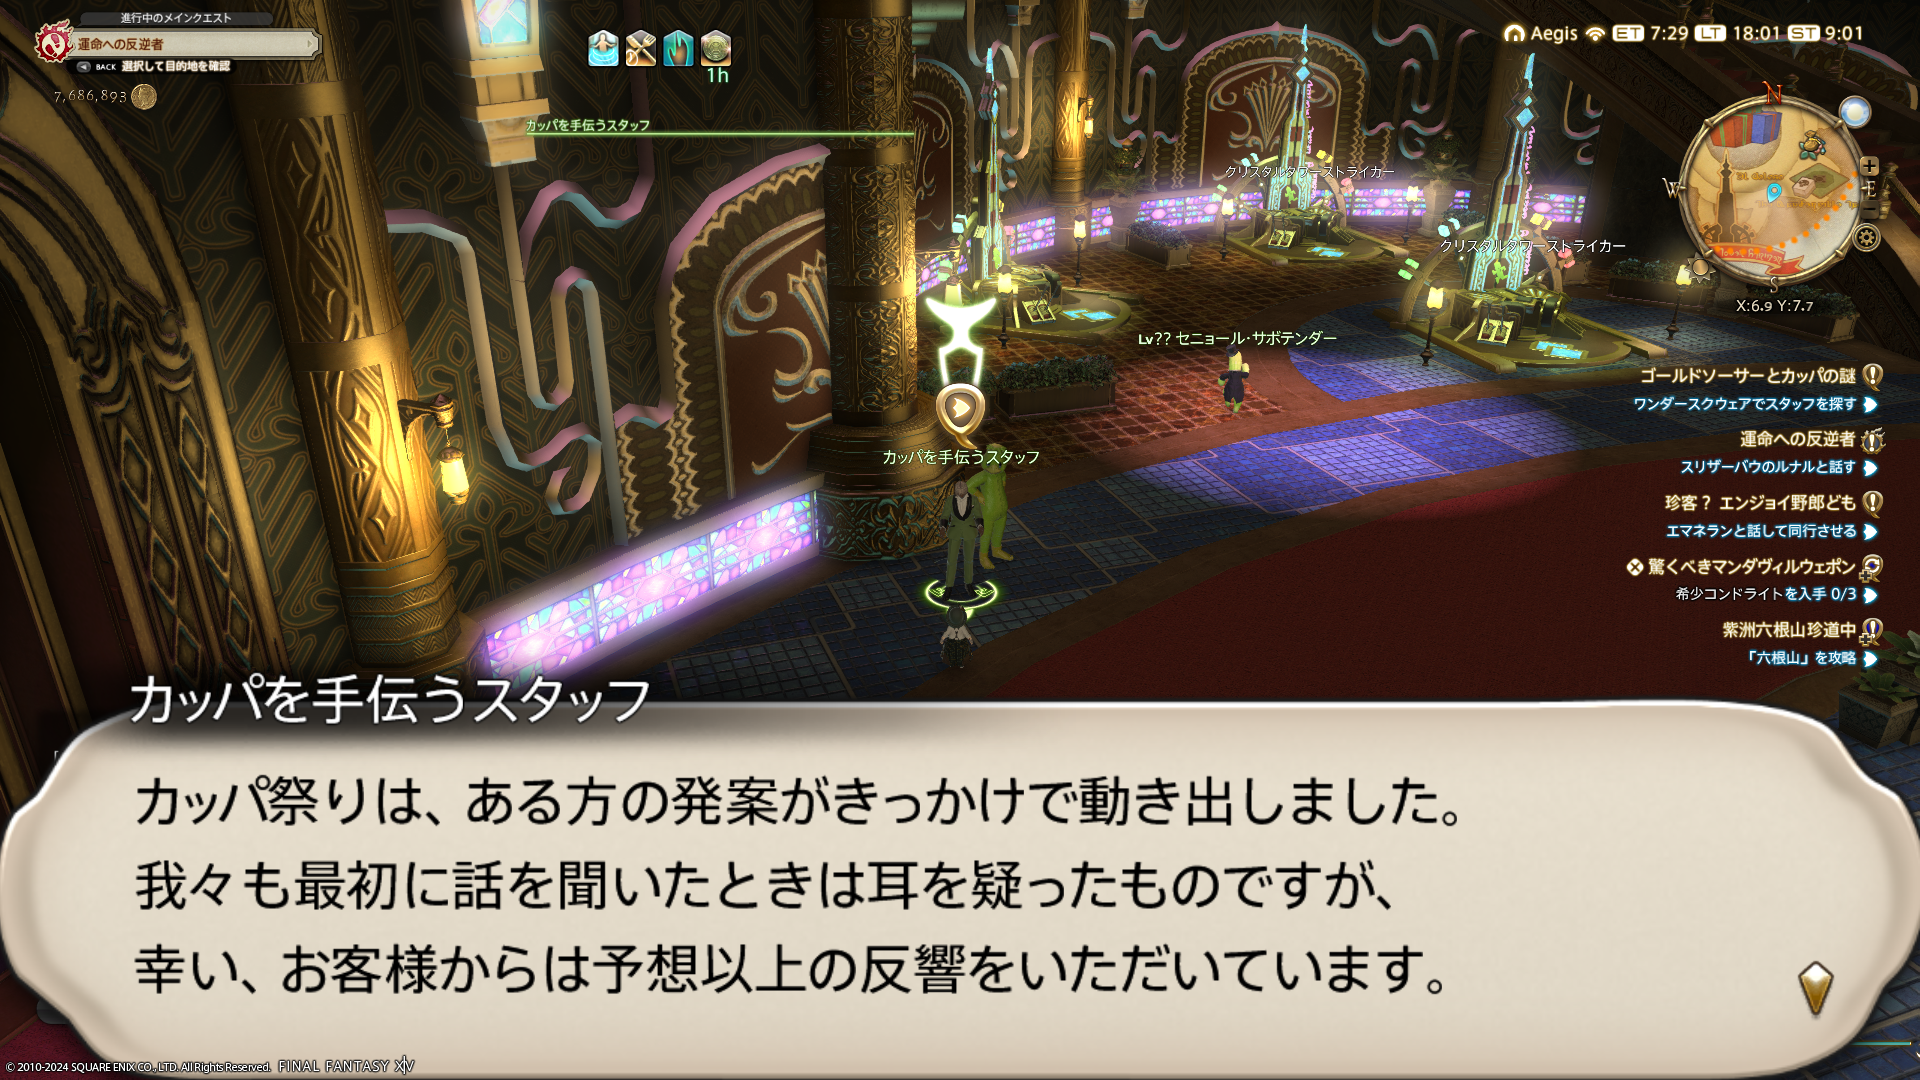 進行中のメインクエスト
運命への反逆者
BACK 選択して目的地を確認
7,686,893
1h
カッパを手伝うスタッフ
Aegis ET 7:29 LT 18:01 ST 9:01
N
W
E
S
X:6.9 Y:7.7
クリスタルタワーストライカー
クリスタルタワーストライカー
Lv?? セニョール・サボテンダー
カッパを手伝うスタッフ
ゴールドソーサーとカッパの謎
ワンダースクウェアでスタッフを探す
運命への反逆者
スリザーバウのルナルと話す
珍客？ エンジョイ野郎ども
エマネランと話して同行させる
驚くべきマンダヴィルウェポン
希少コンドライトを入手 0/3
紫洲六根山珍道中
「六根山」を攻略
カッパを手伝うスタッフ
カッパ祭りは、ある方の発案がきっかけで動き出しました。
我々も最初に話を聞いたときは耳を疑ったものですが、
幸い、お客様からは予想以上の反響をいただいています。
© 2010-2024 SQUARE ENIX CO., LTD. All Rights Reserved. FINAL FANTASY XIV